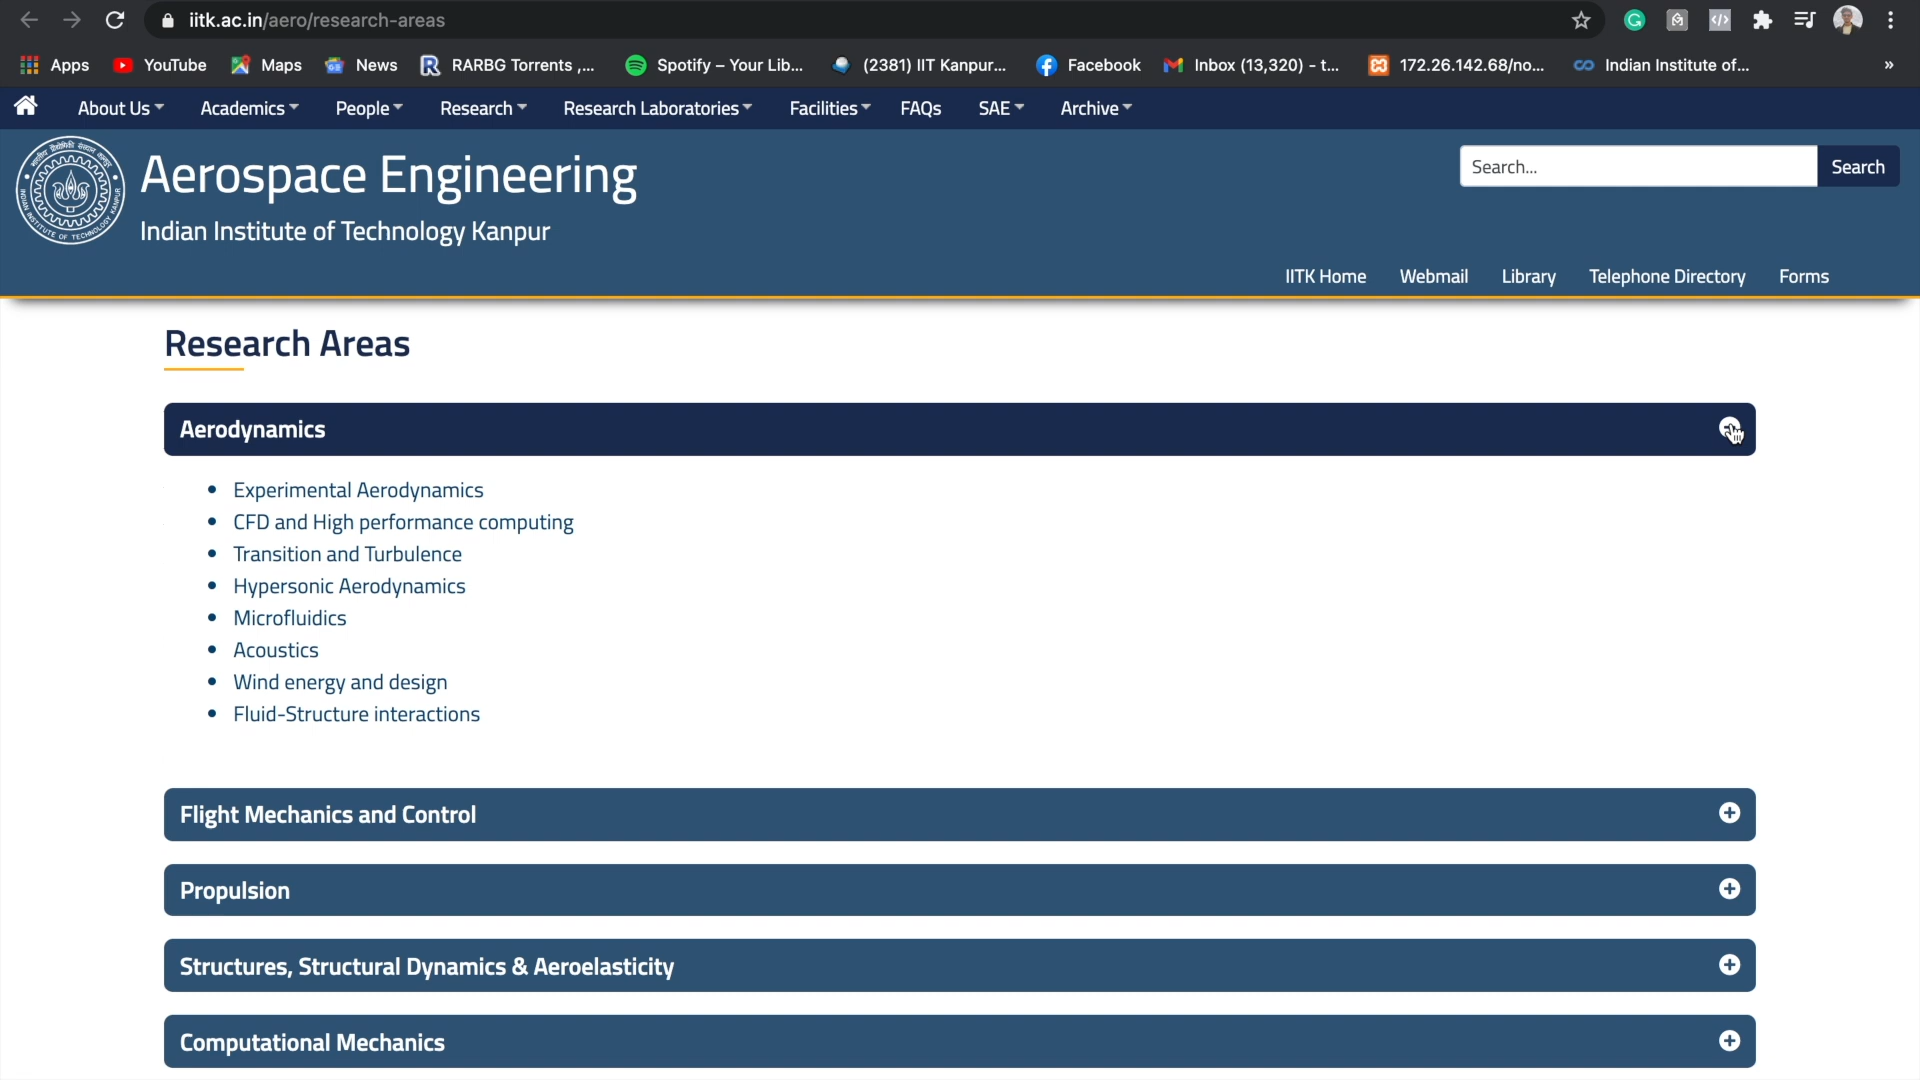 iitk.ac.in/aero/research-areas
Apps YouTube Maps News RARBG Torrents ,... Spotify – Your Lib... (2381) IIT Kanpur... Facebook Inbox (13,320) - t... 172.26.142.68/no... Indian Institute of... »
About Us Academics People Research Research Laboratories Facilities FAQs SAE Archive
Aerospace Engineering
Indian Institute of Technology Kanpur
Search... Search
IITK Home Webmail Library Telephone Directory Forms
Research Areas
Aerodynamics
Experimental Aerodynamics
CFD and High performance computing
Transition and Turbulence
Hypersonic Aerodynamics
Microfluidics
Acoustics
Wind energy and design
Fluid-Structure interactions
Flight Mechanics and Control
Propulsion
Structures, Structural Dynamics & Aeroelasticity
Computational Mechanics